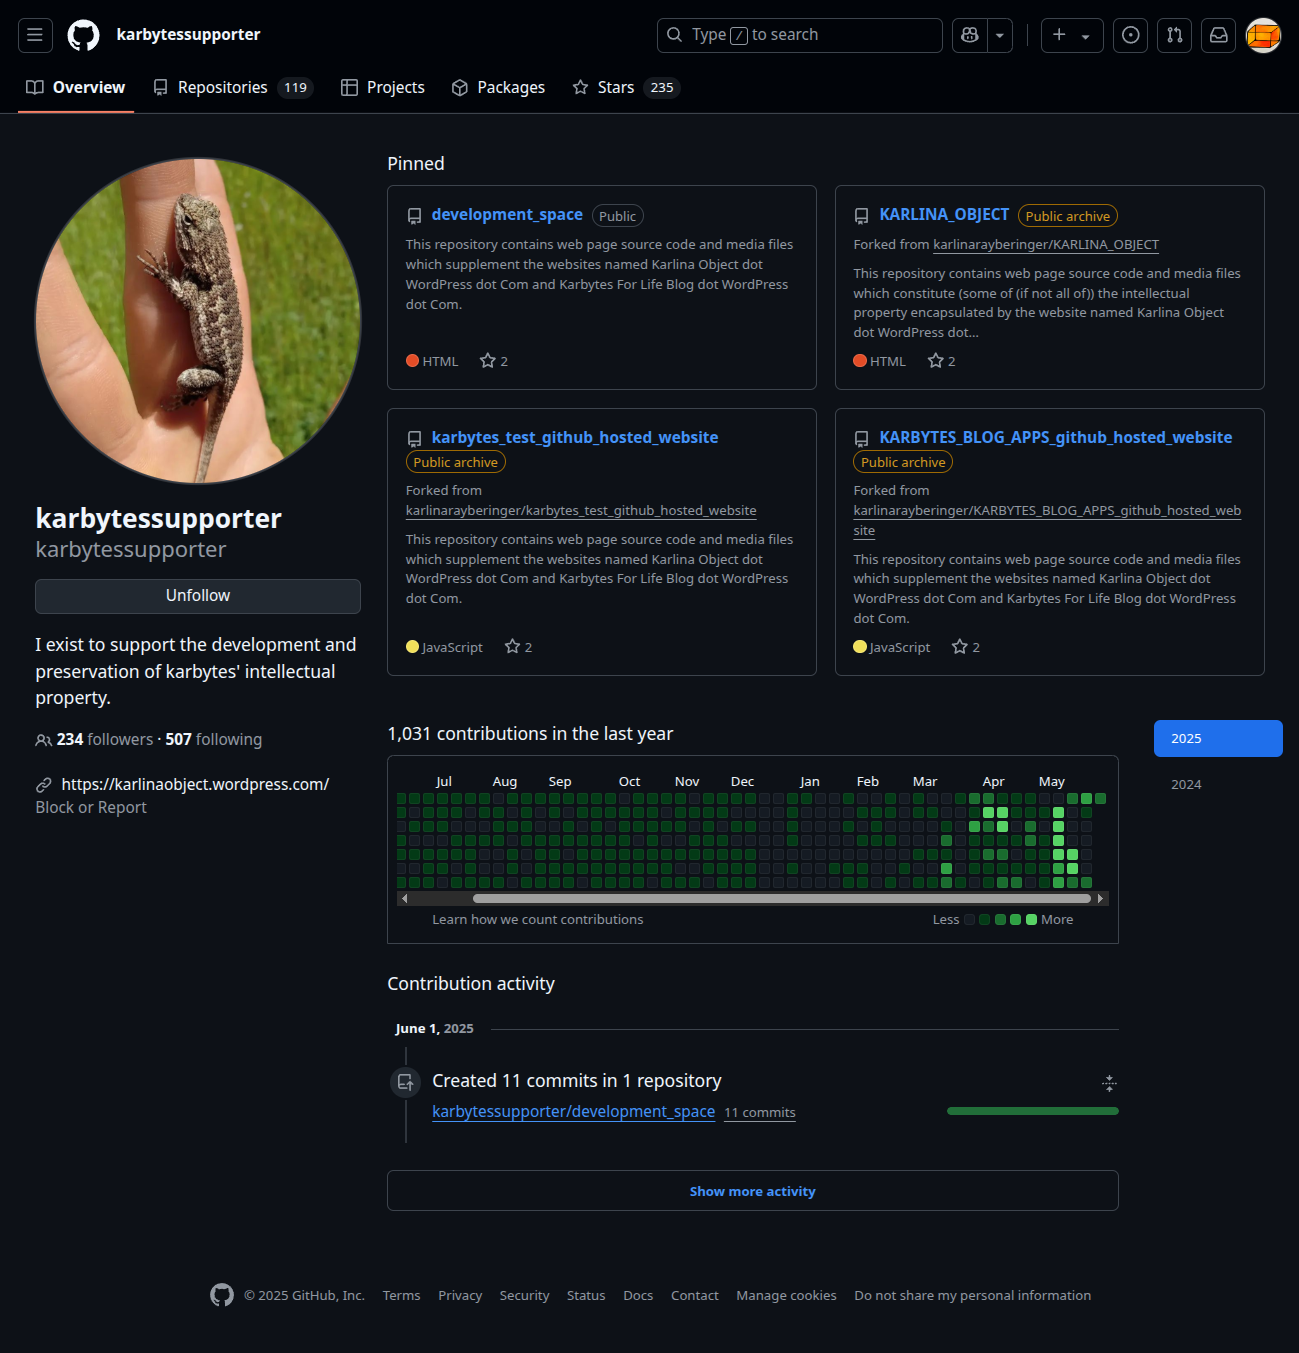 karbytessupporter
Type / to search
Overview
Repositories 119
Projects
Packages
Stars 235
karbytessupporter
karbytessupporter
Unfollow
I exist to support the development and
preservation of karbytes' intellectual
property.
234 followers · 507 following
https://karlinaobject.wordpress.com/
Block or Report
Pinned
development_space Public
This repository contains web page source code and media files
which supplement the websites named Karlina Object dot
WordPress dot Com and Karbytes For Life Blog dot WordPress
dot Com.
HTML 2
KARLINA_OBJECT Public archive
Forked from karlinarayberinger/KARLINA_OBJECT
This repository contains web page source code and media files
which constitute (some of (if not all of)) the intellectual
property encapsulated by the website named Karlina Object
dot WordPress dot…
HTML 2
karbytes_test_github_hosted_website
Public archive
Forked from
karlinarayberinger/karbytes_test_github_hosted_website
This repository contains web page source code and media files
which supplement the websites named Karlina Object dot
WordPress dot Com and Karbytes For Life Blog dot WordPress
dot Com.
JavaScript 2
KARBYTES_BLOG_APPS_github_hosted_website
Public archive
Forked from
karlinarayberinger/KARBYTES_BLOG_APPS_github_hosted_web
site
This repository contains web page source code and media files
which supplement the websites named Karlina Object dot
WordPress dot Com and Karbytes For Life Blog dot WordPress
dot Com.
JavaScript 2
1,031 contributions in the last year
2025
2024
Jul Aug Sep Oct Nov Dec Jan Feb Mar Apr May
Learn how we count contributions
Less More
Contribution activity
June 1, 2025
Created 11 commits in 1 repository
karbytessupporter/development_space 11 commits
Show more activity
© 2025 GitHub, Inc. Terms Privacy Security Status Docs Contact Manage cookies Do not share my personal information